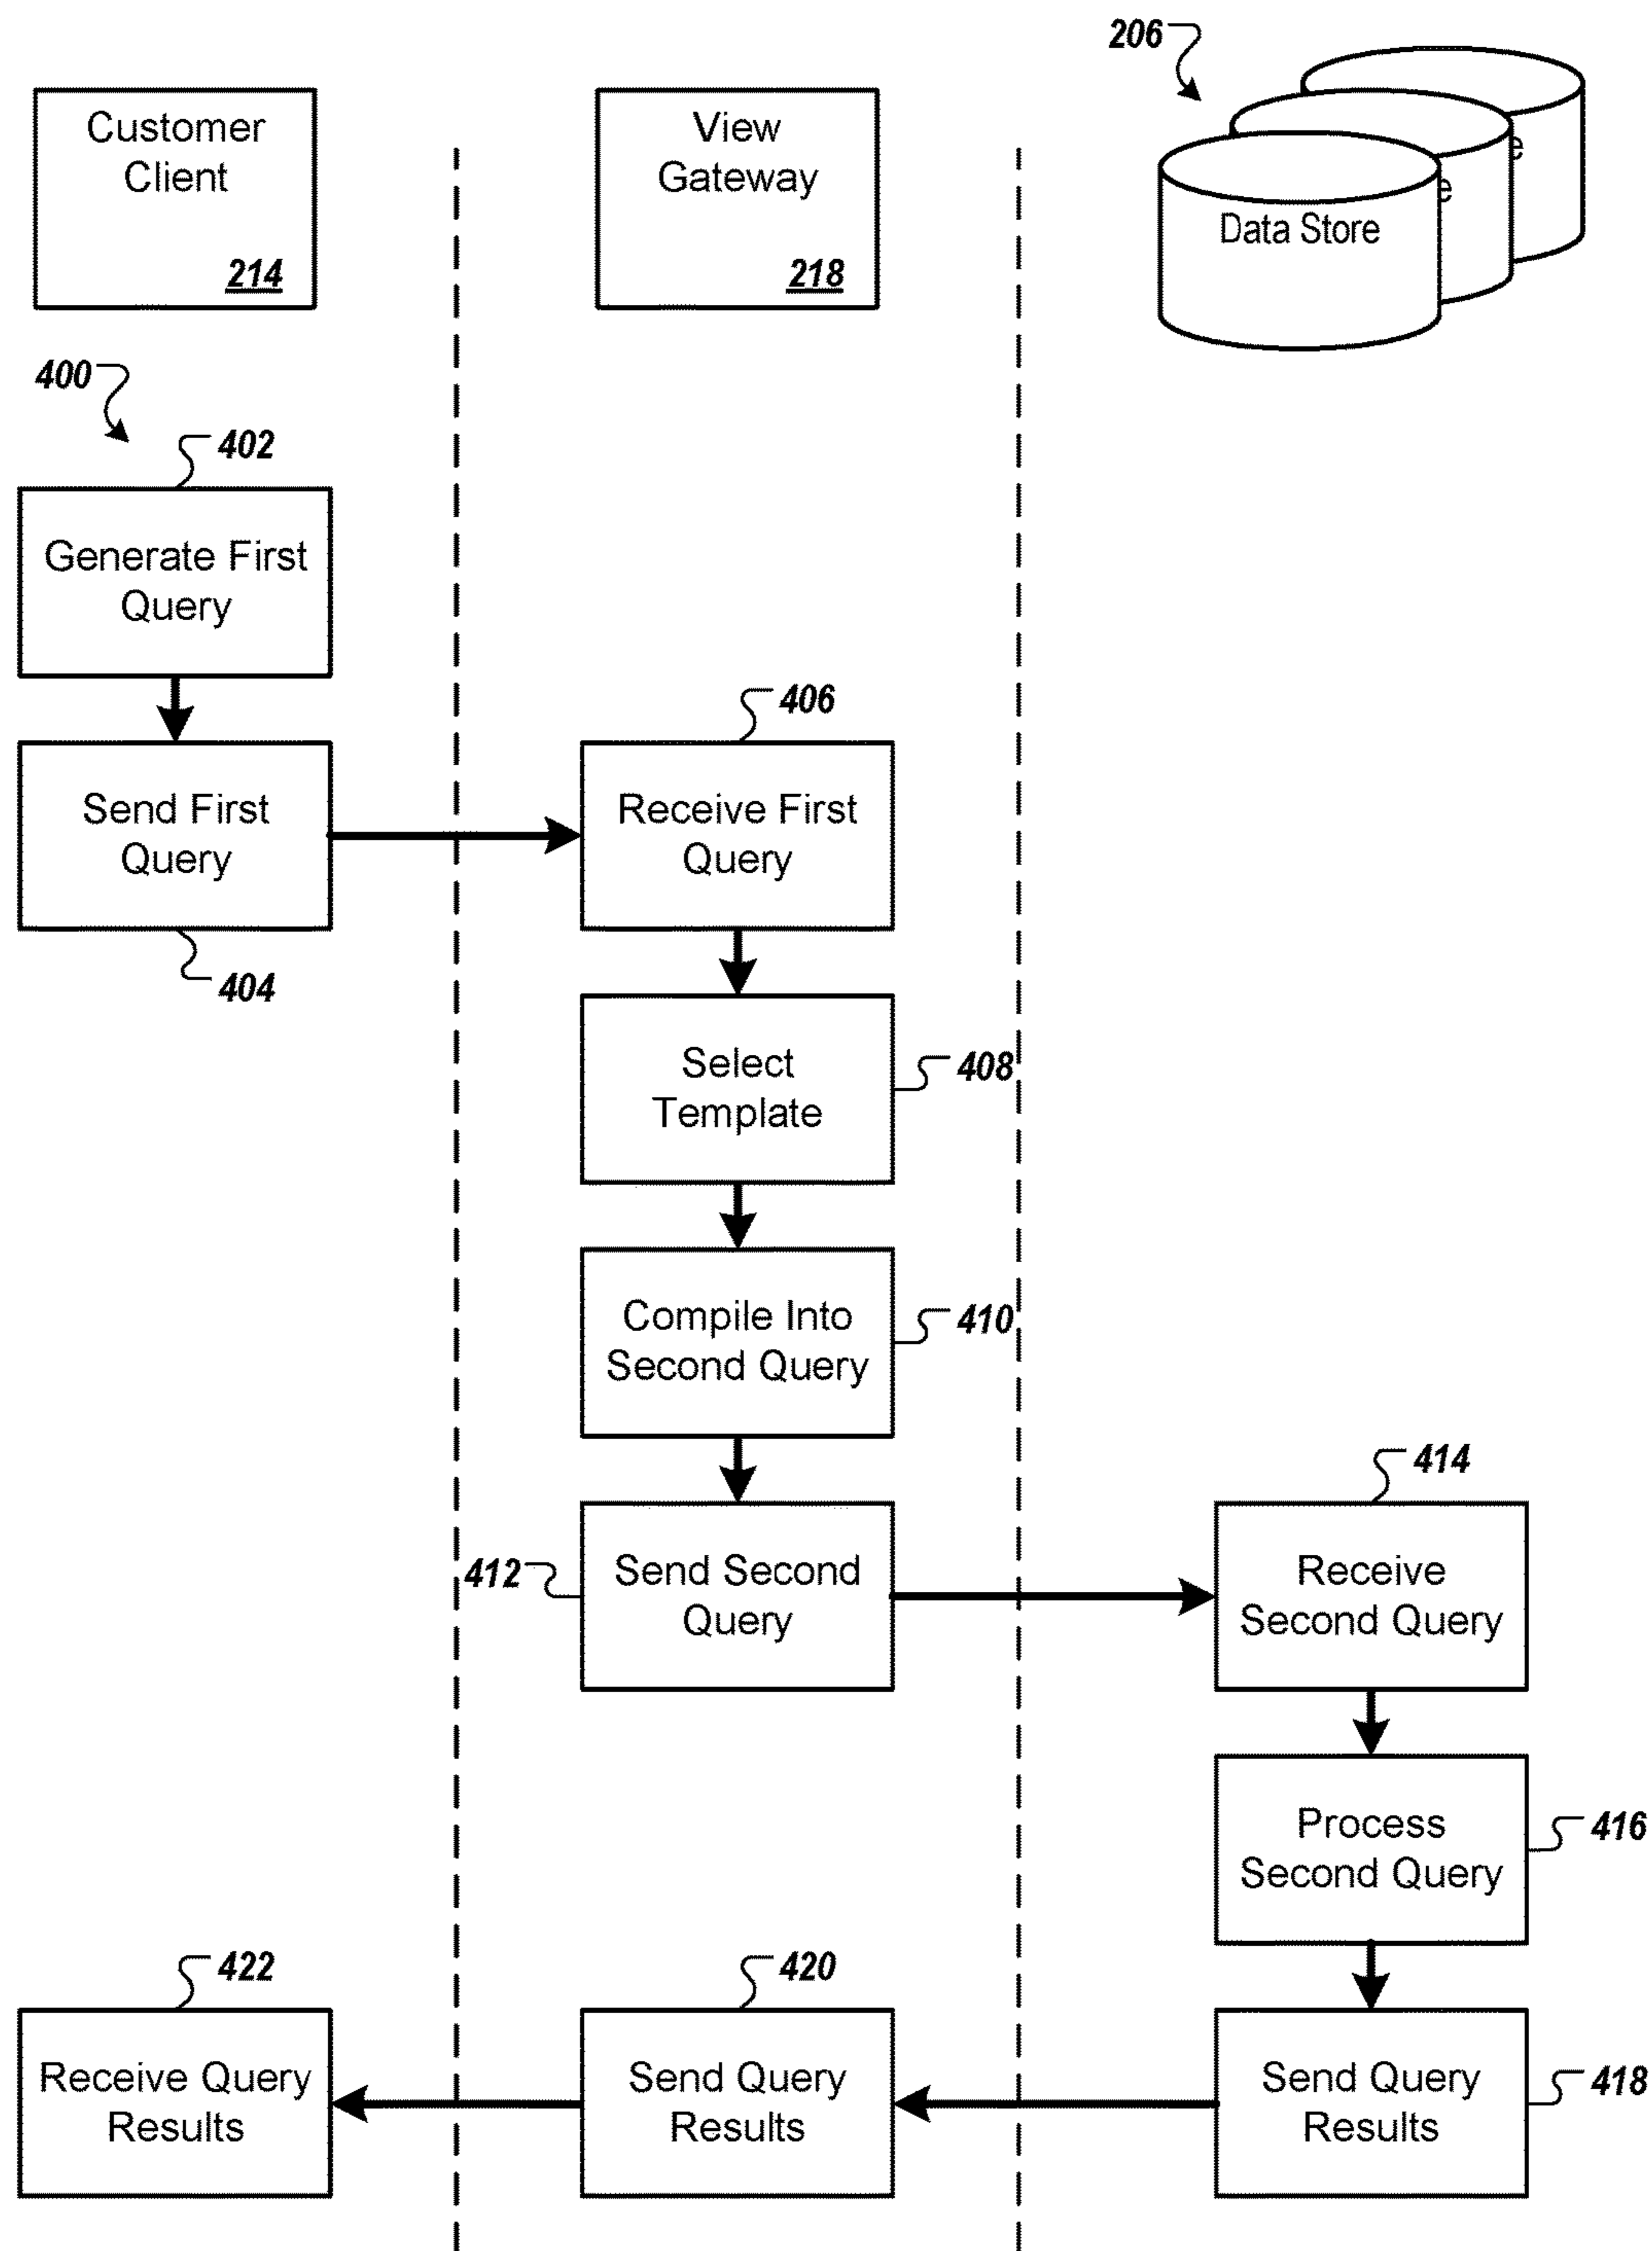 206
Customer
Client
214
View
Gateway
218
e
e
Data Store
400
402
Generate First
Query
406
Send First
Query
404
Receive First
Query
Select
Template
408
Compile Into
Second Query
410
414
412
Send Second
Query
Receive
Second Query
Process
Second Query
416
422
420
Receive Query
Results
Send Query
Results
Send Query
Results
418